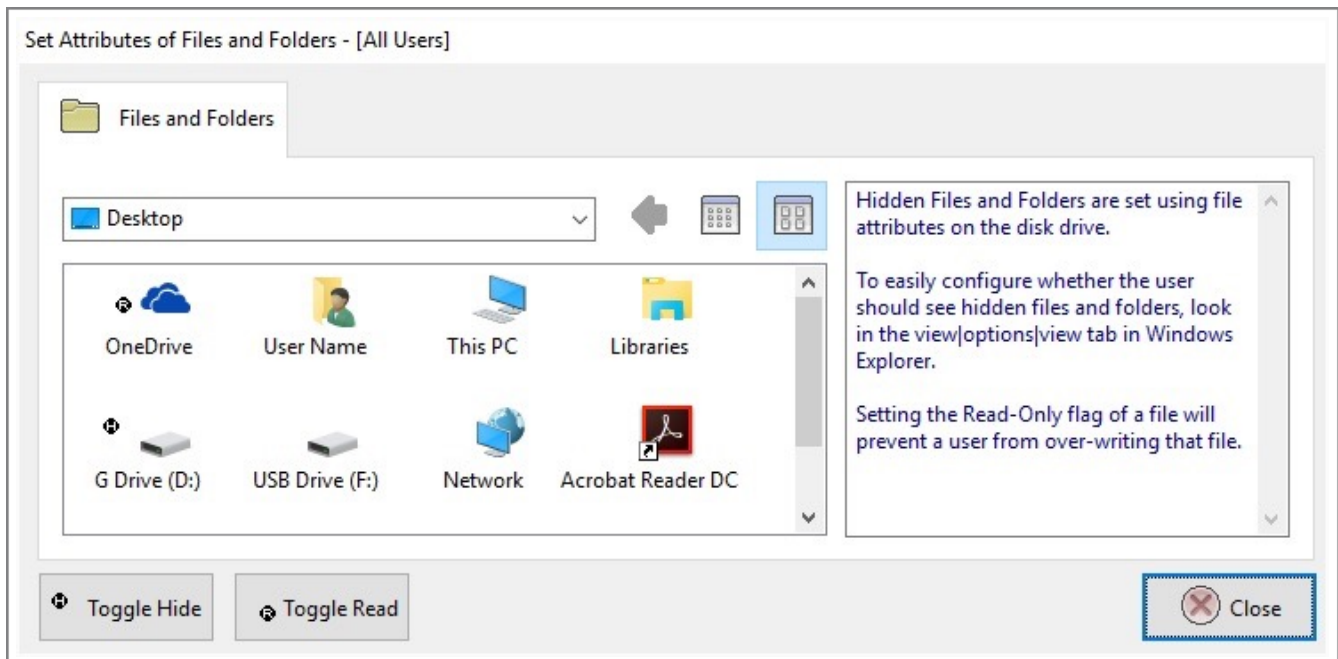 Set Attributes of Files and Folders - [All Users]
Files and Folders
Desktop
OneDrive
User Name
This PC
Libraries
G Drive (D:)
USB Drive (F:)
Network
Acrobat Reader DC
Hidden Files and Folders are set using file
attributes on the disk drive.
To easily configure whether the user
should see hidden files and folders, look
in the view|options|view tab in Windows
Explorer.
Setting the Read-Only flag of a file will
prevent a user from over-writing that file.
H Toggle Hide
R Toggle Read
Close